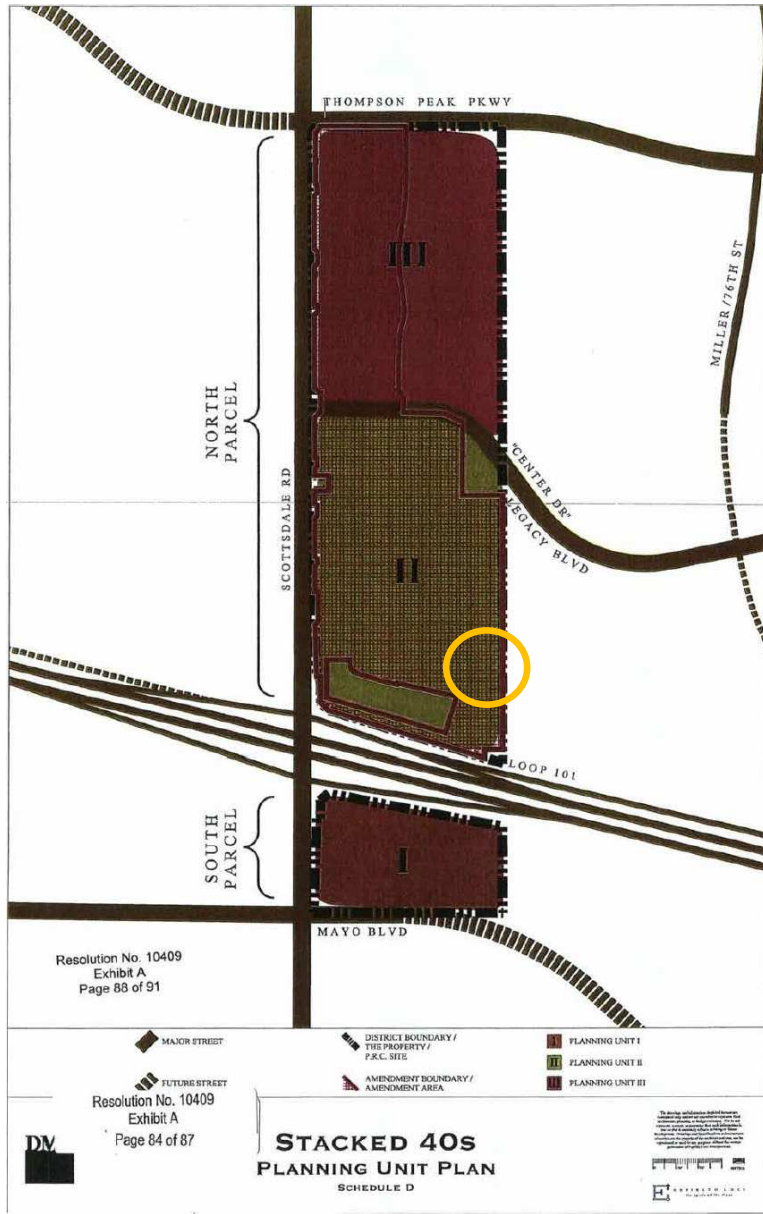 THOMPSON PEAK PKWY
III
MILLER / 76TH ST
NORTH
PARCEL
SCOTTSDALE RD
"CENTER DR"
LEGACY BLVD
II
LOOP 101
SOUTH
PARCEL
I
MAYO BLVD
Resolution No. 10409
Exhibit A
Page 88 of 91
MAJOR STREET
DISTRICT BOUNDARY /
THE PROPERTY /
P.R.C. SITE
I PLANNING UNIT I
II PLANNING UNIT II
FUTURE STREET
AMENDMENT BOUNDARY /
AMENDMENT AREA
III PLANNING UNIT III
Resolution No. 10409
Exhibit A
Page 84 of 87
DM
STACKED 40s
PLANNING UNIT PLAN
SCHEDULE D